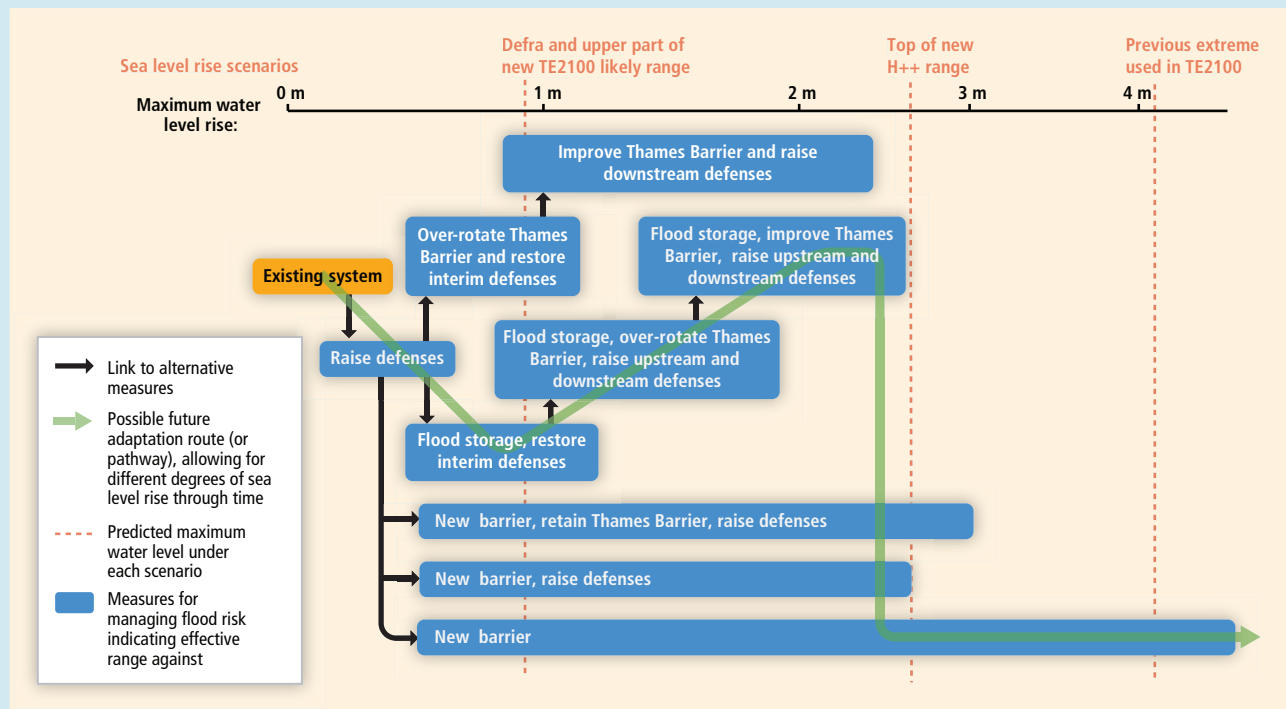 Sea level rise scenarios
Defra and upper part of
new TE2100 likely range
Top of new
H++ range
Previous extreme
used in TE2100
Maximum water
level rise:
0 m
1 m
2 m
3 m
4 m
Improve Thames Barrier and raise
downstream defenses
Over-rotate Thames
Barrier and restore
interim defenses
Flood storage, improve Thames
Barrier, raise upstream and
downstream defenses
Existing system
Raise defenses
Flood storage, over-rotate Thames
Barrier, raise upstream and
downstream defenses
Flood storage, restore
interim defenses
New barrier, retain Thames Barrier, raise defenses
New barrier, raise defenses
New barrier
Link to alternative
measures
Possible future
adaptation route (or
pathway), allowing for
different degrees of sea
level rise through time
Predicted maximum
water level under
each scenario
Measures for
managing flood risk
indicating effective
range against